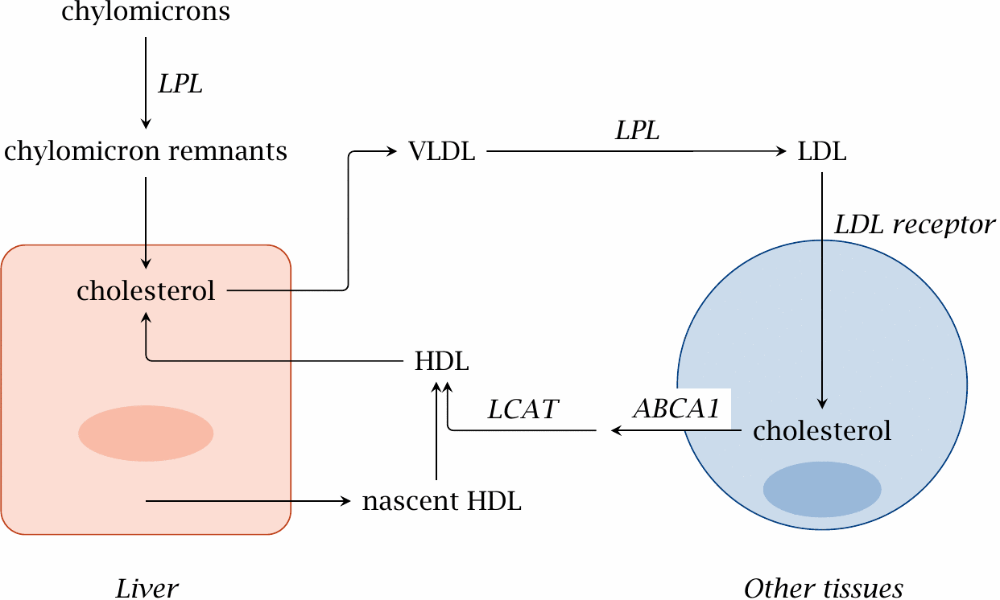 chylomicrons
LPL
chylomicron remnants
VLDL
LPL
LDL
LDL receptor
cholesterol
HDL
LCAT
ABCA1
cholesterol
nascent HDL
Liver
Other tissues